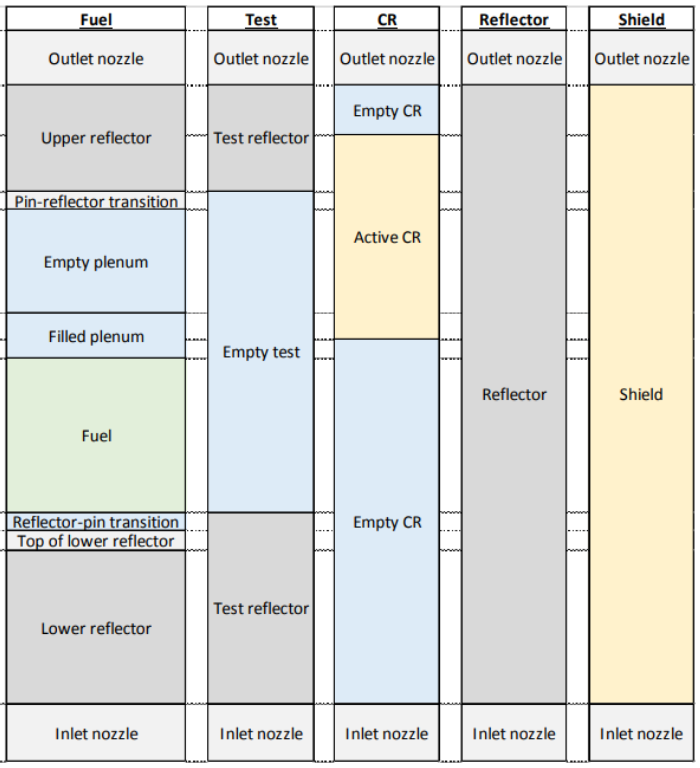 Fuel
Test
CR
Reflector
Shield
Outlet nozzle
Outlet nozzle
Outlet nozzle
Outlet nozzle
Outlet nozzle
Upper reflector
Pin-reflector transition
Empty plenum
Filled plenum
Fuel
Reflector-pin transition
Top of lower reflector
Lower reflector
Test reflector
Empty test
Test reflector
Empty CR
Active CR
Empty CR
Reflector
Shield
Inlet nozzle
Inlet nozzle
Inlet nozzle
Inlet nozzle
Inlet nozzle